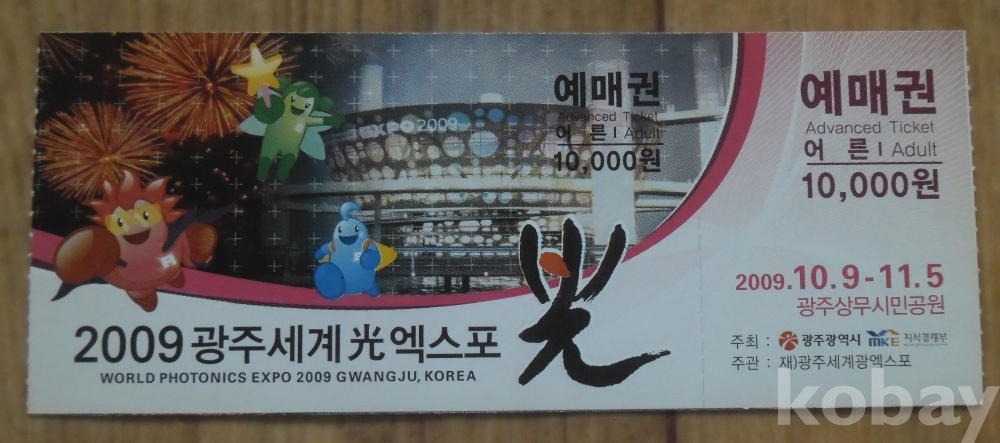 EXPO 2009
예매권
Advanced Ticket
어 른 I Adult
10,000원
光
2009 광주세계 光 엑스포
WORLD PHOTONICS EXPO 2009 GWANGJU, KOREA
예매권
Advanced Ticket
어 른 I Adult
10,000원
2009. 10. 9 - 11. 5
광주상무시민공원
주최 : 광주광역시 MKE 지식경제부
주관 : 재)광주세계광엑스포
kobay